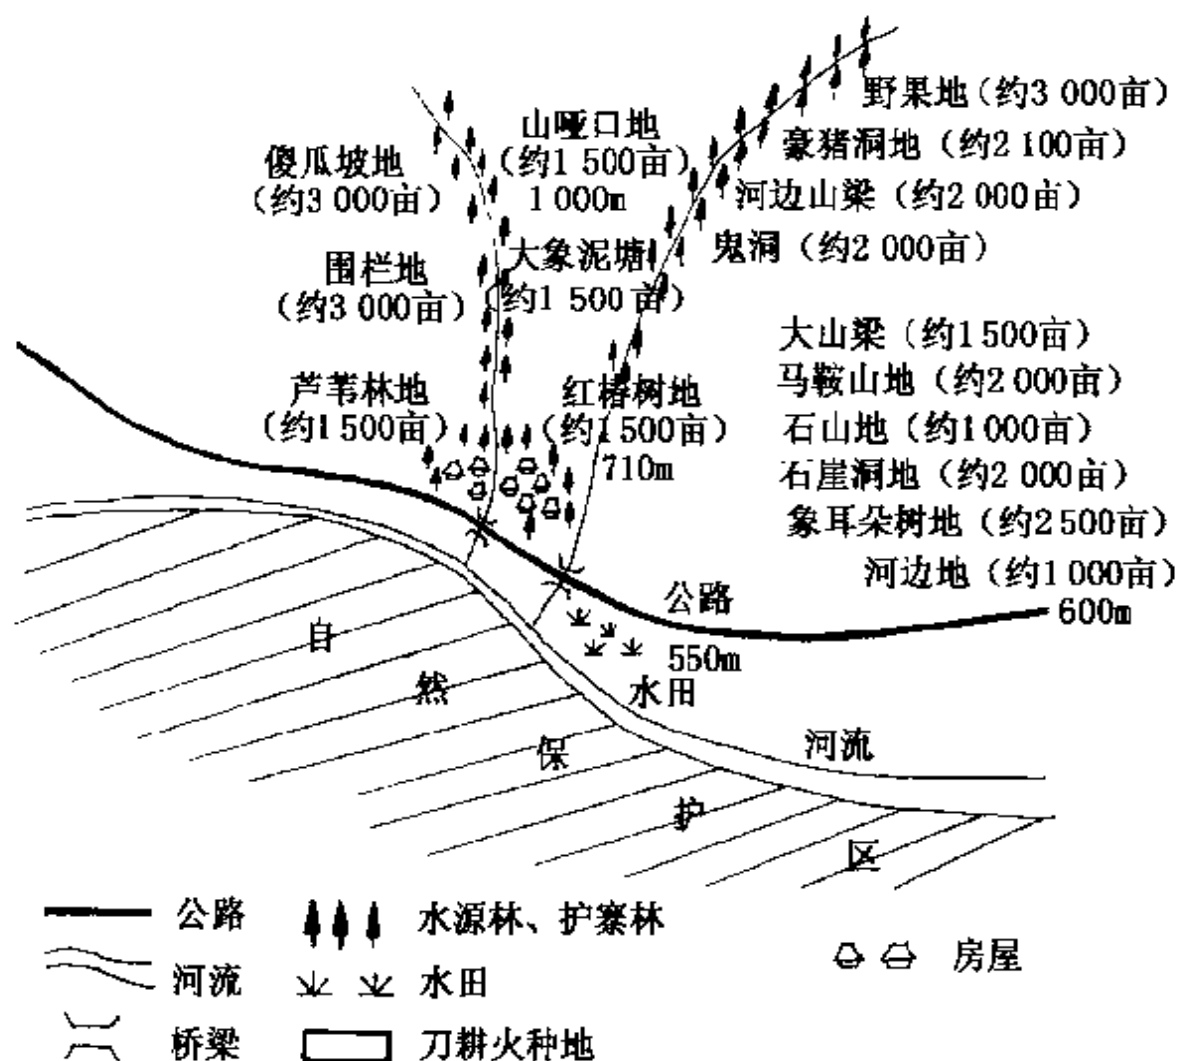 野果地(约3 000亩)
山哑口地
(约1 500亩)
1 000m
豪猪洞地(约2 100亩)
傻瓜坡地
(约3 000亩)
河边山梁(约2 000亩)
鬼洞(约2 000亩)
大象泥塘
(约1 500亩)
围栏地
(约3 000亩)
大山梁(约1 500亩)
马鞍山地(约2 000亩)
芦苇林地
(约1 500亩)
红椿树地
(约1 500亩)
710m
石山地(约1 000亩)
石崖洞地(约2 000亩)
象耳朵树地(约2 500亩)
河边地(约1 000亩)
公路
600m
550m
水田
河流
自然保护区
公路
水源林、护寨林
河流
水田
房屋
桥梁
刀耕火种地